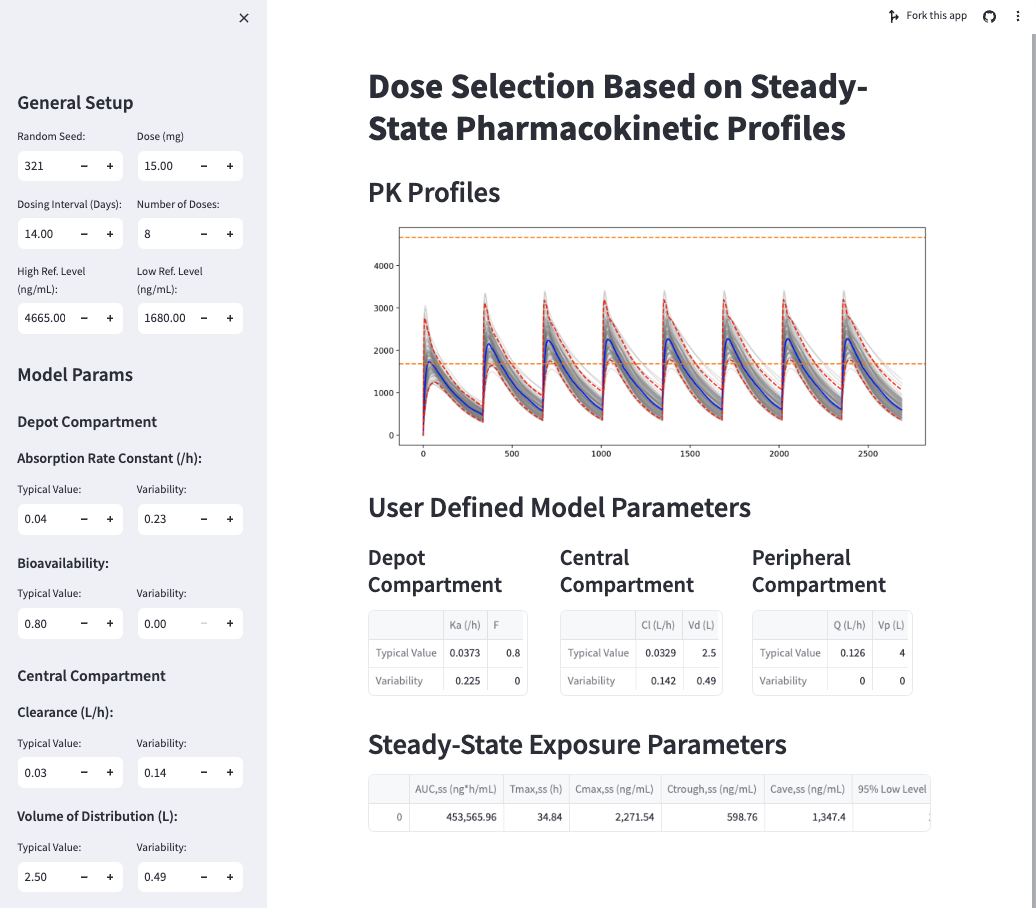 Fork this app
General Setup
Random Seed:
Dose (mg)
321
15.00
Dosing Interval (Days):
Number of Doses:
14.00
8
High Ref. Level
(ng/mL):
Low Ref. Level
(ng/mL):
4665.00
1680.00
Model Params
Depot Compartment
Absorption Rate Constant (/h):
Typical Value:
Variability:
0.04
0.23
Bioavailability:
Typical Value:
Variability:
0.80
0.00
Central Compartment
Clearance (L/h):
Typical Value:
Variability:
0.03
0.14
Volume of Distribution (L):
Typical Value:
Variability:
2.50
0.49
Dose Selection Based on Steady-
State Pharmacokinetic Profiles
PK Profiles
4000
3000
2000
1000
0
0 500 1000 1500 2000 2500
User Defined Model Parameters
Depot
Compartment
Ka (/h) F
Typical Value 0.0373 0.8
Variability 0.225 0
Central
Compartment
Cl (L/h) Vd (L)
Typical Value 0.0329 2.5
Variability 0.142 0.49
Peripheral
Compartment
Q (L/h) Vp (L)
Typical Value 0.126 4
Variability 0 0
Steady-State Exposure Parameters
AUC,ss (ng*h/mL) Tmax,ss (h) Cmax,ss (ng/mL) Ctrough,ss (ng/mL) Cave,ss (ng/mL) 95% Low Level
0 453,565.96 34.84 2,271.54 598.76 1,347.4